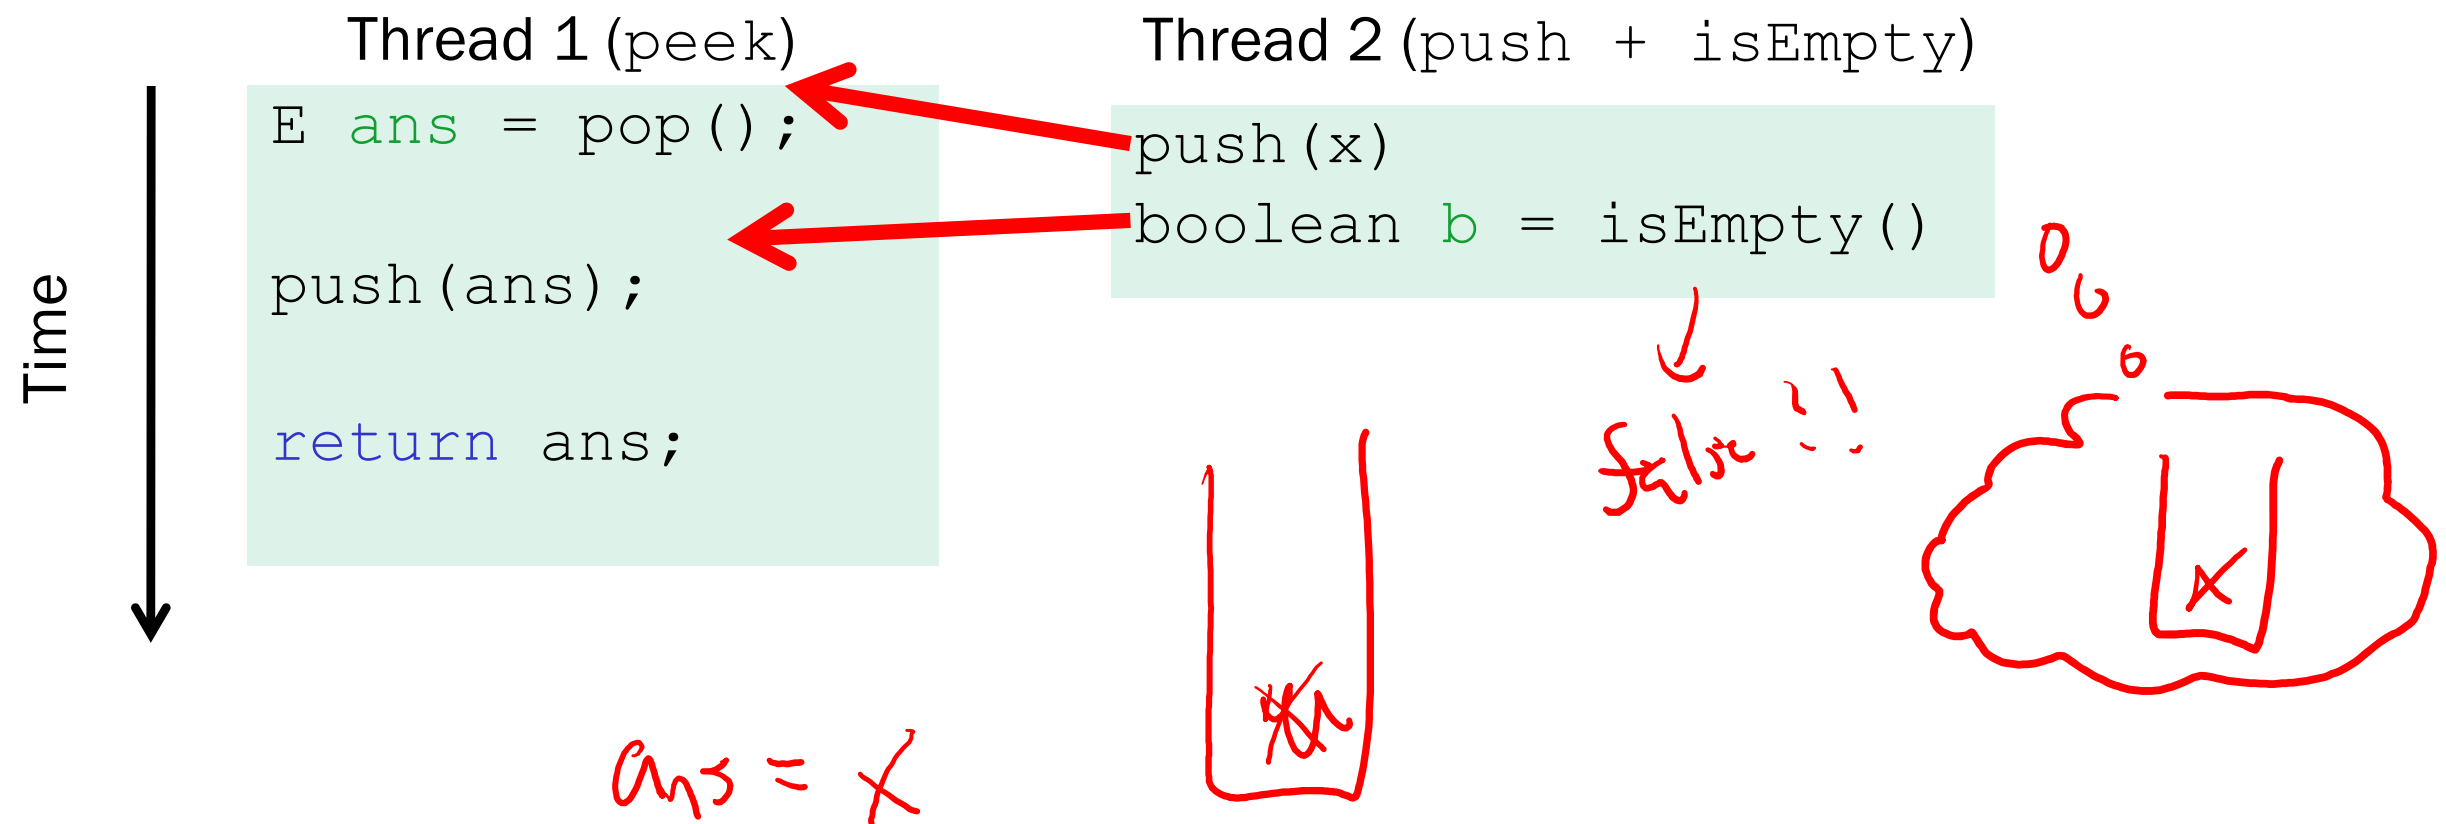 Thread 1 (peek)
E ans = pop();
push(ans);
return ans;
Time
Thread 2 (push + isEmpty)
push(x)
boolean b = isEmpty()
false ?!
x
ans = x